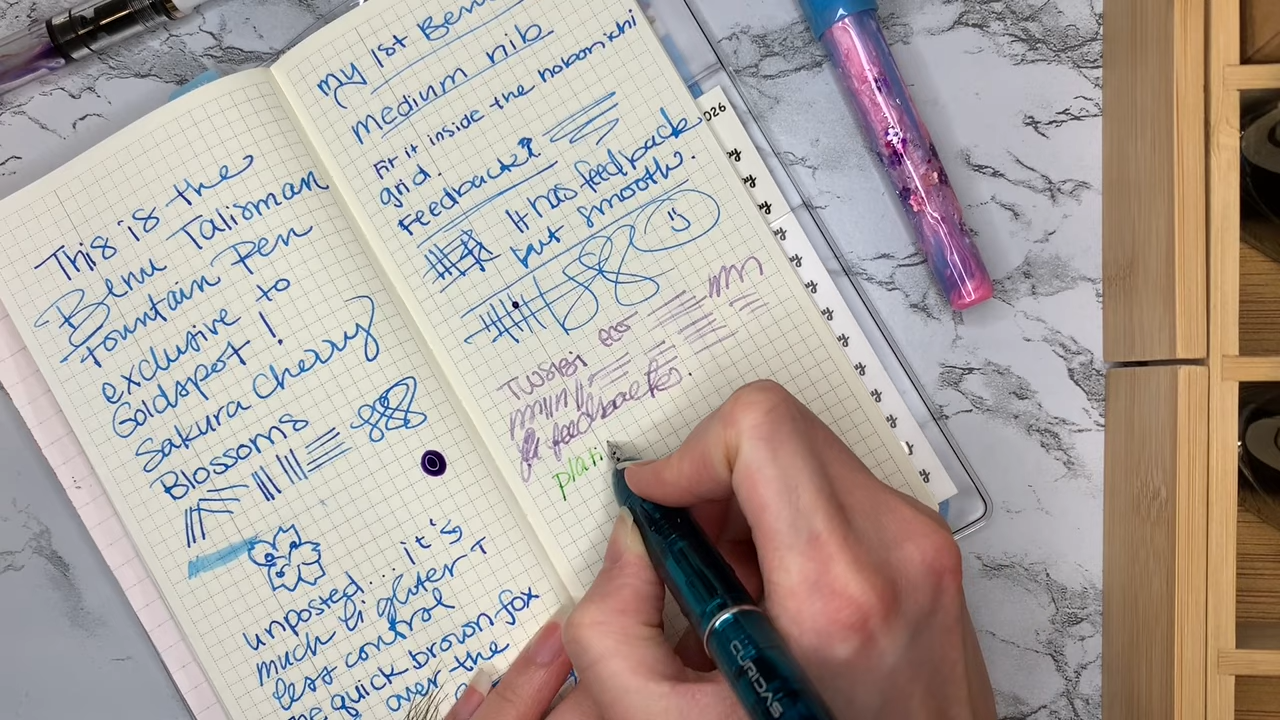 This is the
Benu Talisman
Fountain Pen
exclusive to
Goldspot!
Sakura Cherry
Blossoms
unposted... it's
much lighter
less control
the quick brown fox
over the
my 1st Benu
medium nib
Fit it inside the hobonichi
grid.
Feedback?
It has feedback
but smooth.
TWSBI eco
feedback.
plati
026
CURIDAS